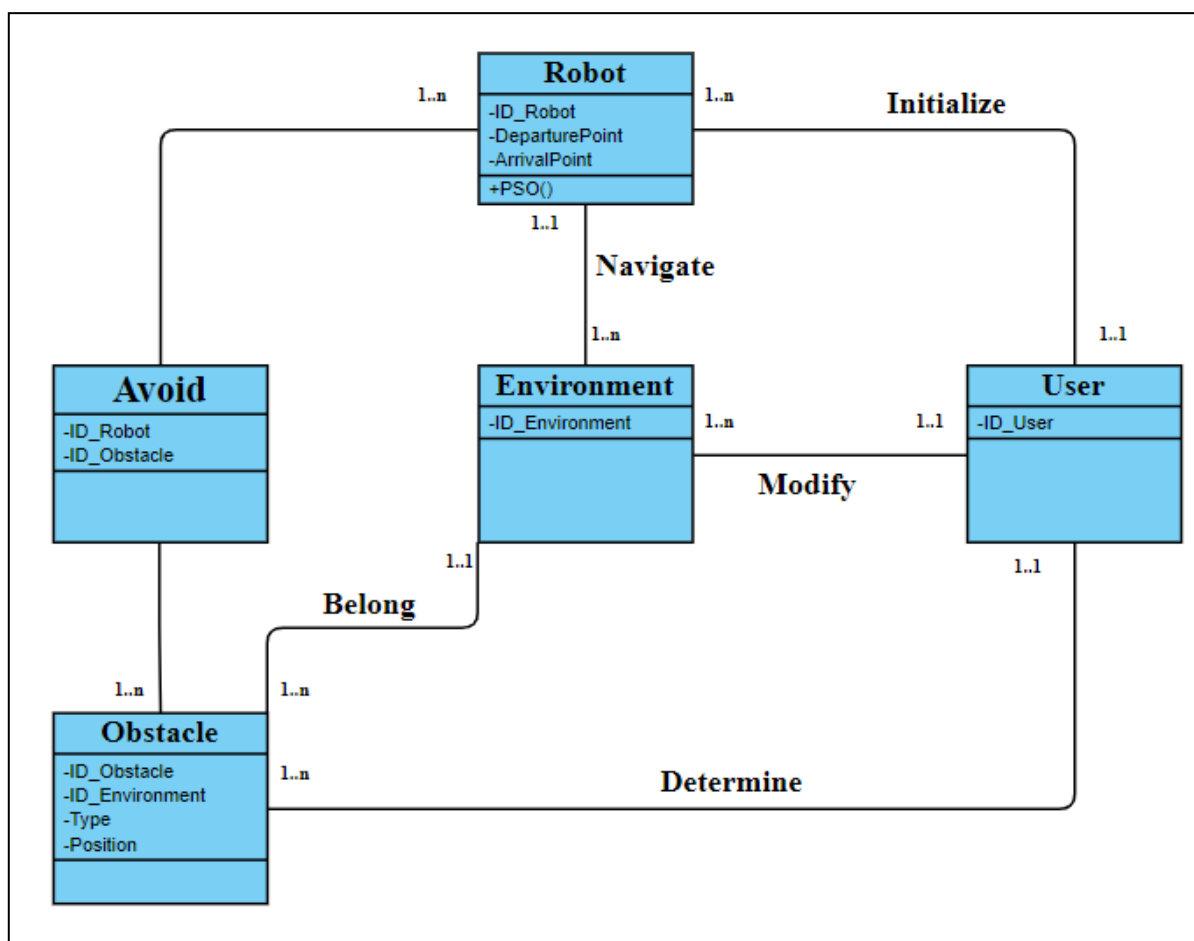 Robot
-ID_Robot
-DeparturePoint
-ArrivalPoint
+PSO()
1..n
1..n
Initialize
1..1
Navigate
1..n
1..1
Avoid
-ID_Robot
-ID_Obstacle
Environment
-ID_Environment
User
-ID_User
1..n
1..1
Modify
1..1
1..1
Belong
1..n
1..n
Obstacle
-ID_Obstacle
-ID_Environment
-Type
-Position
1..n
Determine